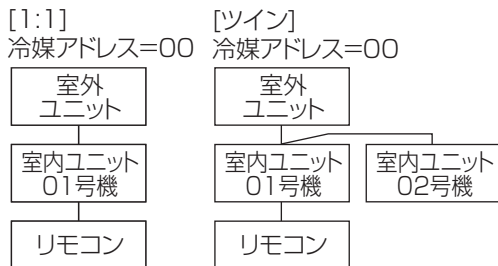 [1:1]
冷媒アドレス=00
室外
ユニット
室内ユニット
01号機
リモコン
[ツイン]
冷媒アドレス=00
室外
ユニット
室内ユニット
01号機
室内ユニット
02号機
リモコン